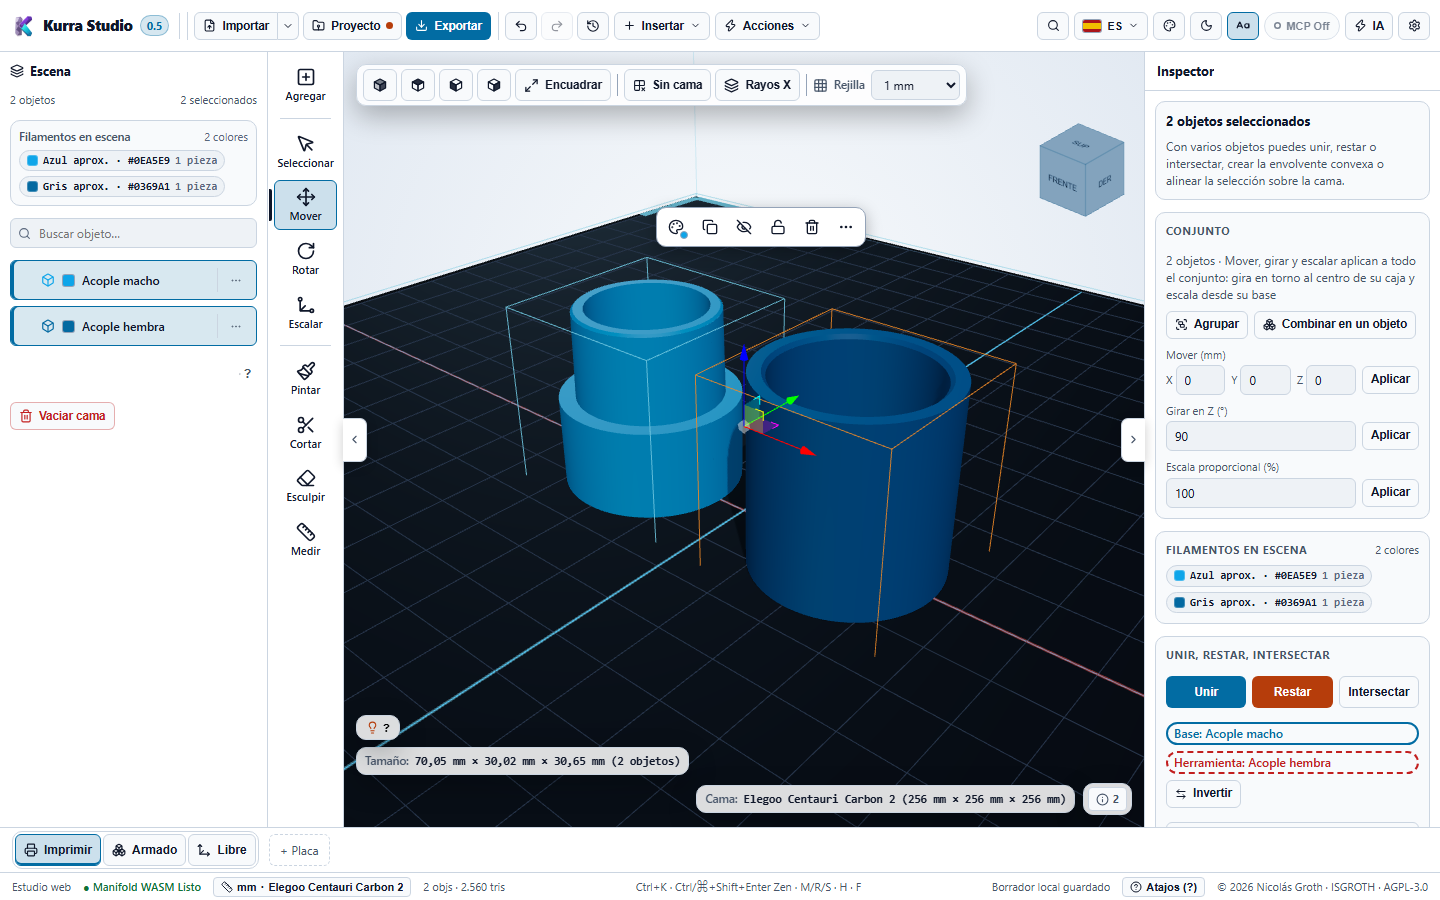 Kurra Studio 0.5
Importar
Proyecto
Exportar
Insertar
Acciones
ES
Aa
MCP Off
IA
Escena
2 objetos 2 seleccionados
Filamentos en escena 2 colores
Azul aprox. · #0EA5E9 1 pieza
Gris aprox. · #0369A1 1 pieza
Buscar objeto...
Acople macho ···
Acople hembra ···
?
Vaciar cama
Agregar
Seleccionar
Mover
Rotar
Escalar
Pintar
Cortar
Esculpir
Medir
Encuadrar
Sin cama
Rayos X
Rejilla 1 mm
SUP
FRENTE
DER
?
Tamaño: 70,05 mm × 30,02 mm × 30,65 mm (2 objetos)
Cama: Elegoo Centauri Carbon 2 (256 mm × 256 mm × 256 mm)
2
Inspector
2 objetos seleccionados
Con varios objetos puedes unir, restar o
intersectar, crear la envolvente convexa o
alinear la selección sobre la cama.
CONJUNTO
2 objetos · Mover, girar y escalar aplican a todo
el conjunto: gira en torno al centro de su caja y
escala desde su base
Agrupar Combinar en un objeto
Mover (mm)
X 0 Y 0 Z 0 Aplicar
Girar en Z (°)
90 Aplicar
Escala proporcional (%)
100 Aplicar
FILAMENTOS EN ESCENA 2 colores
Azul aprox. · #0EA5E9 1 pieza
Gris aprox. · #0369A1 1 pieza
UNIR, RESTAR, INTERSECTAR
Unir Restar Intersectar
Base: Acople macho
Herramienta: Acople hembra
Invertir
Imprimir Armado Libre + Placa
Estudio web ● Manifold WASM Listo mm · Elegoo Centauri Carbon 2 2 objs · 2.560 tris Ctrl+K · Ctrl/⌘+Shift+Enter Zen · M/R/S · H · F Borrador local guardado Atajos (?) © 2026 Nicolás Groth · ISGROTH · AGPL-3.0